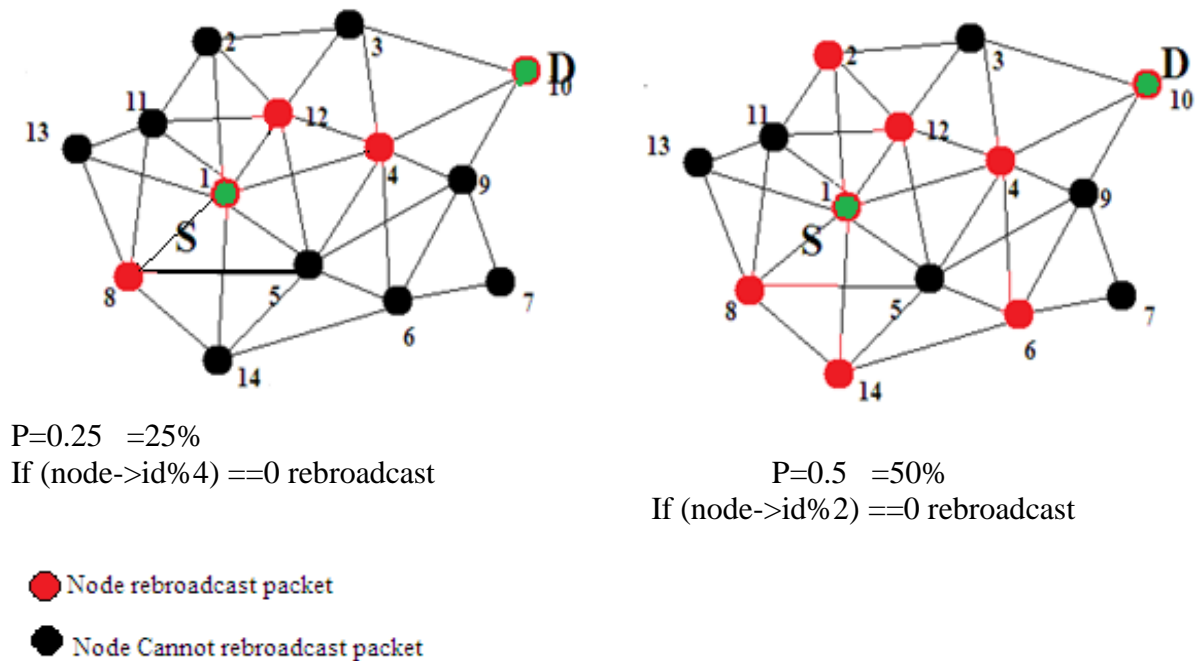 2
3
D
10
11
12
13
1
4
9
S
8
5
7
6
14
2
3
D
10
11
12
13
1
4
9
S
8
5
7
6
14
P=0.25 =25%
If (node->id%4) ==0 rebroadcast
P=0.5 =50%
If (node->id%2) ==0 rebroadcast
Node rebroadcast packet
Node Cannot rebroadcast packet